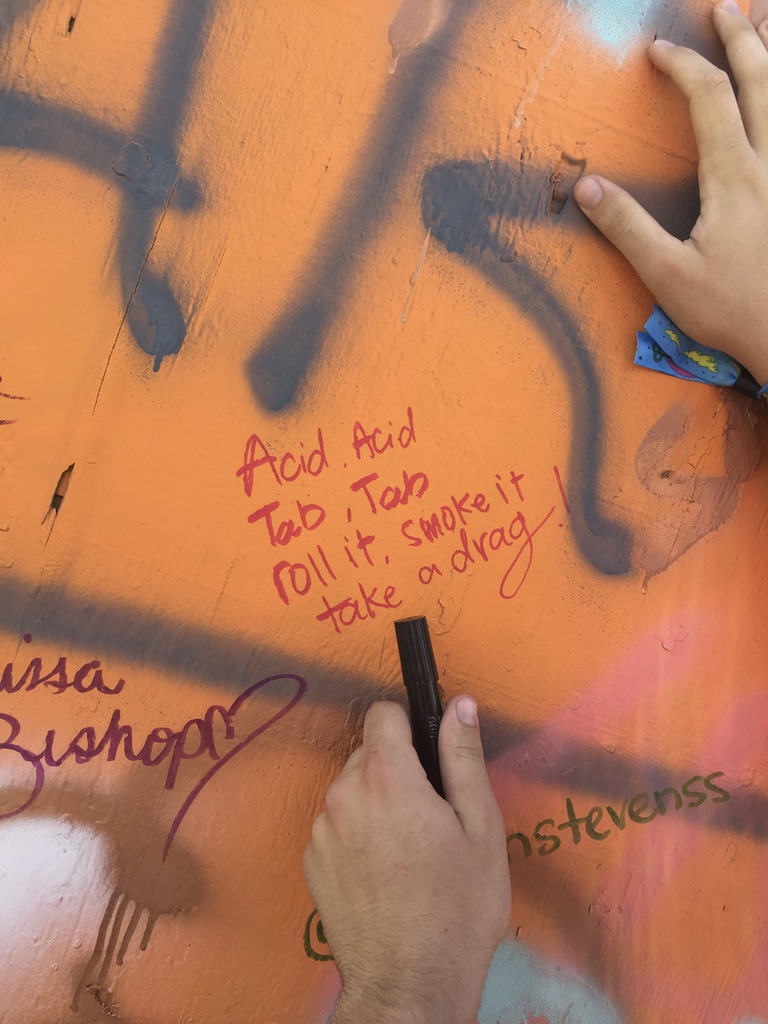 Acid, Acid
Tab, Tab
roll it, smoke it
take a drag!
issa
Bishop
nstevenss
@